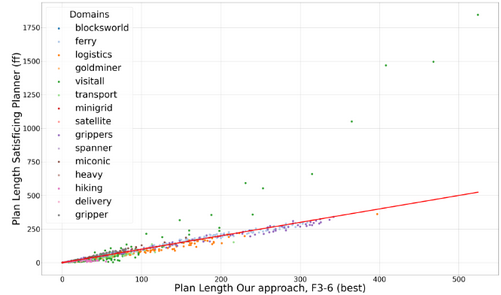 Plan Length Satisficing Planner (ff)
1750
1500
1250
1000
750
500
250
0
Domains
blocksworld
ferry
logistics
goldminer
visitall
transport
minigrid
satellite
grippers
spanner
miconic
heavy
hiking
delivery
gripper
0
100
200
300
400
500
Plan Length Our approach, F3-6 (best)